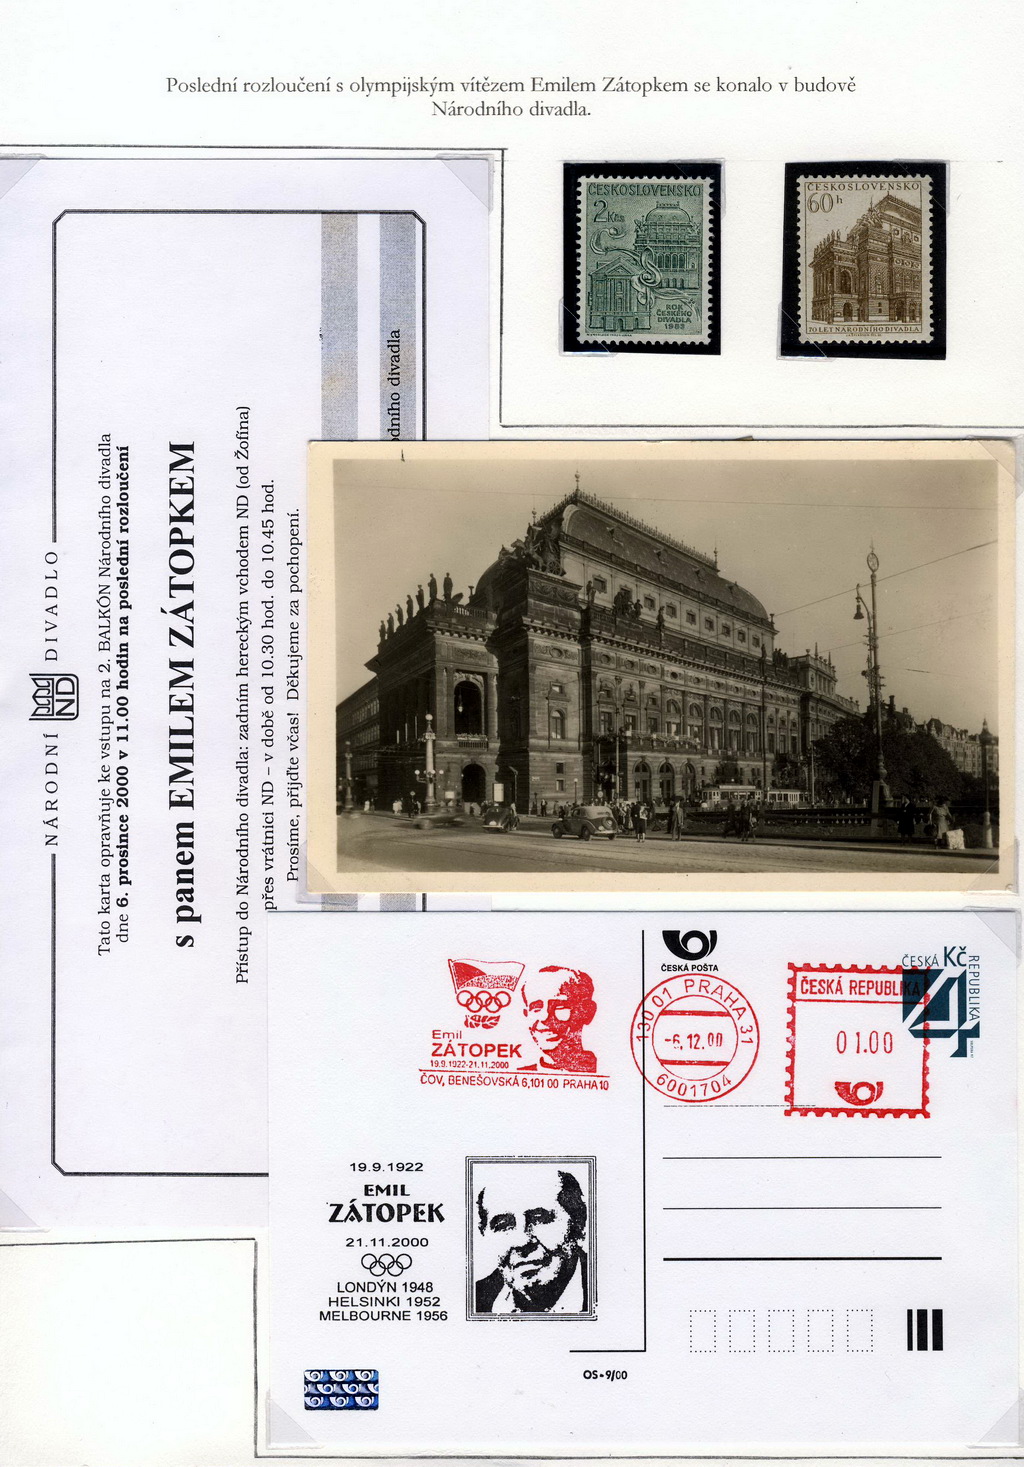 Poslední rozloučení s olympijským vítězem Emilem Zátopkem se konalo v budově
Národního divadla.
NÁRODNÍ ND DIVADLO
Tato karta opravňuje ke vstupu na 2. BALKÓN Národního divadla
dne 6. prosince 2000 v 11.00 hodin na poslední rozloučení
s panem EMILEM ZÁTOPKEM
Přístup do Národního divadla: zadním hereckým vchodem ND (od Žofína)
přes vrátnici ND – v době od 10.30 hod. do 10.45 hod.
Prosíme, přijďte včas! Děkujeme za pochopení.
divadla
ČESKOSLOVENSKO
2 Kčs
ROK
ČESKÉHO
DIVADLA
1983
ČESKOSLOVENSKO
60 h
70 LET NÁRODNÍHO DIVADLA
Emil
ZÁTOPEK
19.9.1922-21.11.2000
ČOV, BENEŠOVSKÁ 6,101 00 PRAHA 10
ČESKÁ POŠTA
130 01 PRAHA 31
-6.12.00
6001704
ČESKÁ REPUBLIKA
01.00
ČESKÁ Kč
REPUBLIKA
4
19.9.1922
EMIL
ZÁTOPEK
21.11.2000
LONDÝN 1948
HELSINKI 1952
MELBOURNE 1956
OS-9/00